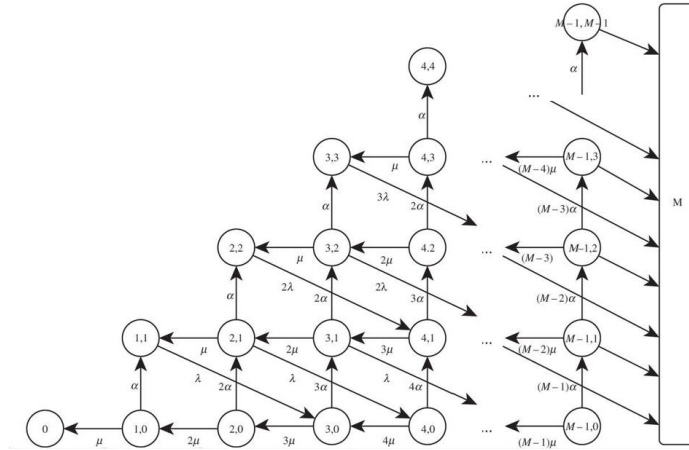 M−1, M−1
α
4,4
...
α
3,3
μ
4,3
...
(M−4)μ
M−1,3
M
3λ
α
2α
(M−3)α
2,2
μ
3,2
2μ
4,2
...
(M−3)
M−1,2
2λ
2λ
α
2α
3α
(M−2)α
1,1
μ
2,1
2μ
3,1
3μ
4,1
...
(M−2)μ
M−1,1
λ
λ
λ
α
2α
3α
4α
(M−1)α
0
μ
1,0
2μ
2,0
3μ
3,0
4μ
4,0
...
(M−1)μ
M−1,0